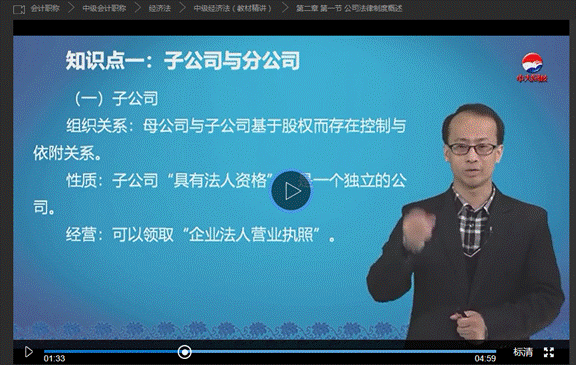 会计职称 > 中级会计职称 > 经济法 > 中级经济法（教材精讲） > 第二章 第一节 公司法律制度概述
知识点一：子公司与分公司
（一）子公司
组织关系：母公司与子公司基于股权而存在控制与
依附关系。
性质：子公司“具有法人资格” 是一个独立的公
司。
经营：可以领取“企业法人营业执照”。
01:33
04:59
标清